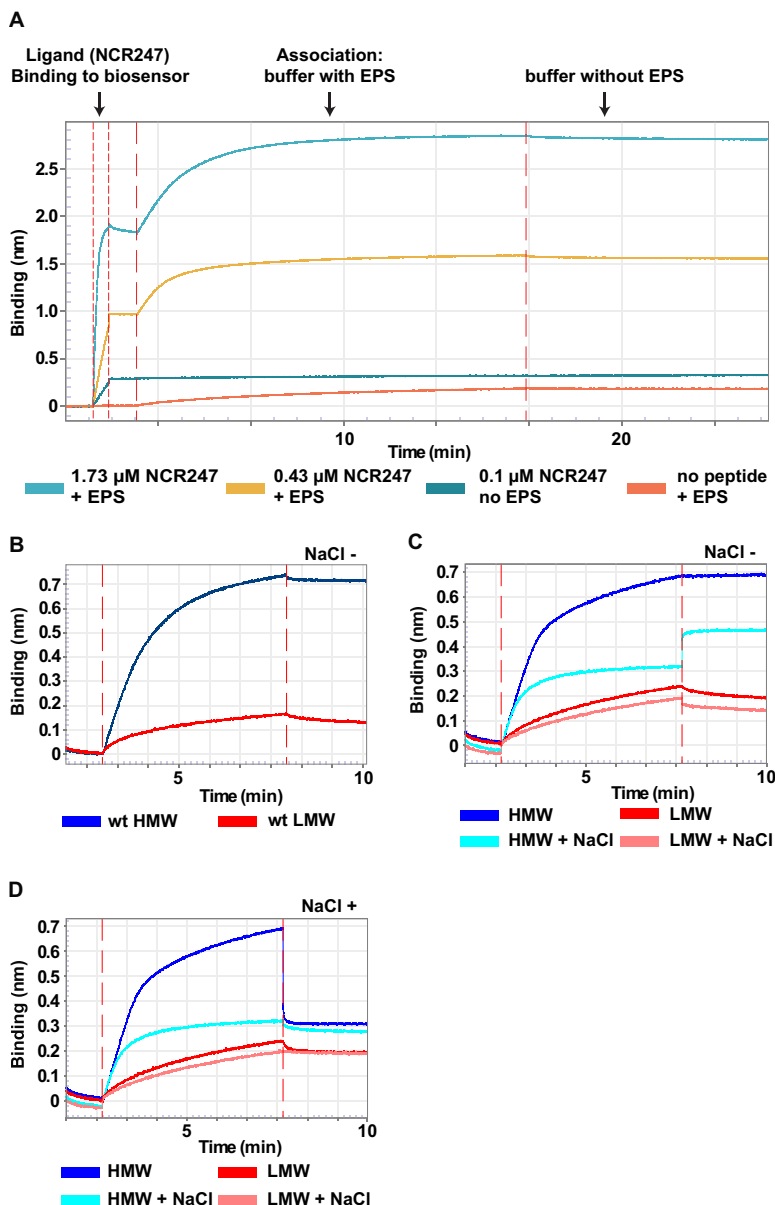 A
Ligand (NCR247)
Binding to biosensor
Association:
buffer with EPS
buffer without EPS
Binding (nm)
2.5
2.0
1.5
1.0
0.5
0
10
20
Time (min)
1.73 µM NCR247
+ EPS
0.43 µM NCR247
+ EPS
0.1 µM NCR247
no EPS
no peptide
+ EPS
B
NaCl -
Binding (nm)
0.7
0.6
0.5
0.4
0.3
0.2
0.1
0
5
10
Time (min)
wt HMW
wt LMW
C
NaCl -
Binding (nm)
0.7
0.6
0.5
0.4
0.3
0.2
0.1
0
5
10
Time (min)
HMW
LMW
HMW + NaCl
LMW + NaCl
D
NaCl +
Binding (nm)
0.7
0.6
0.5
0.4
0.3
0.2
0.1
0
5
10
Time (min)
HMW
LMW
HMW + NaCl
LMW + NaCl